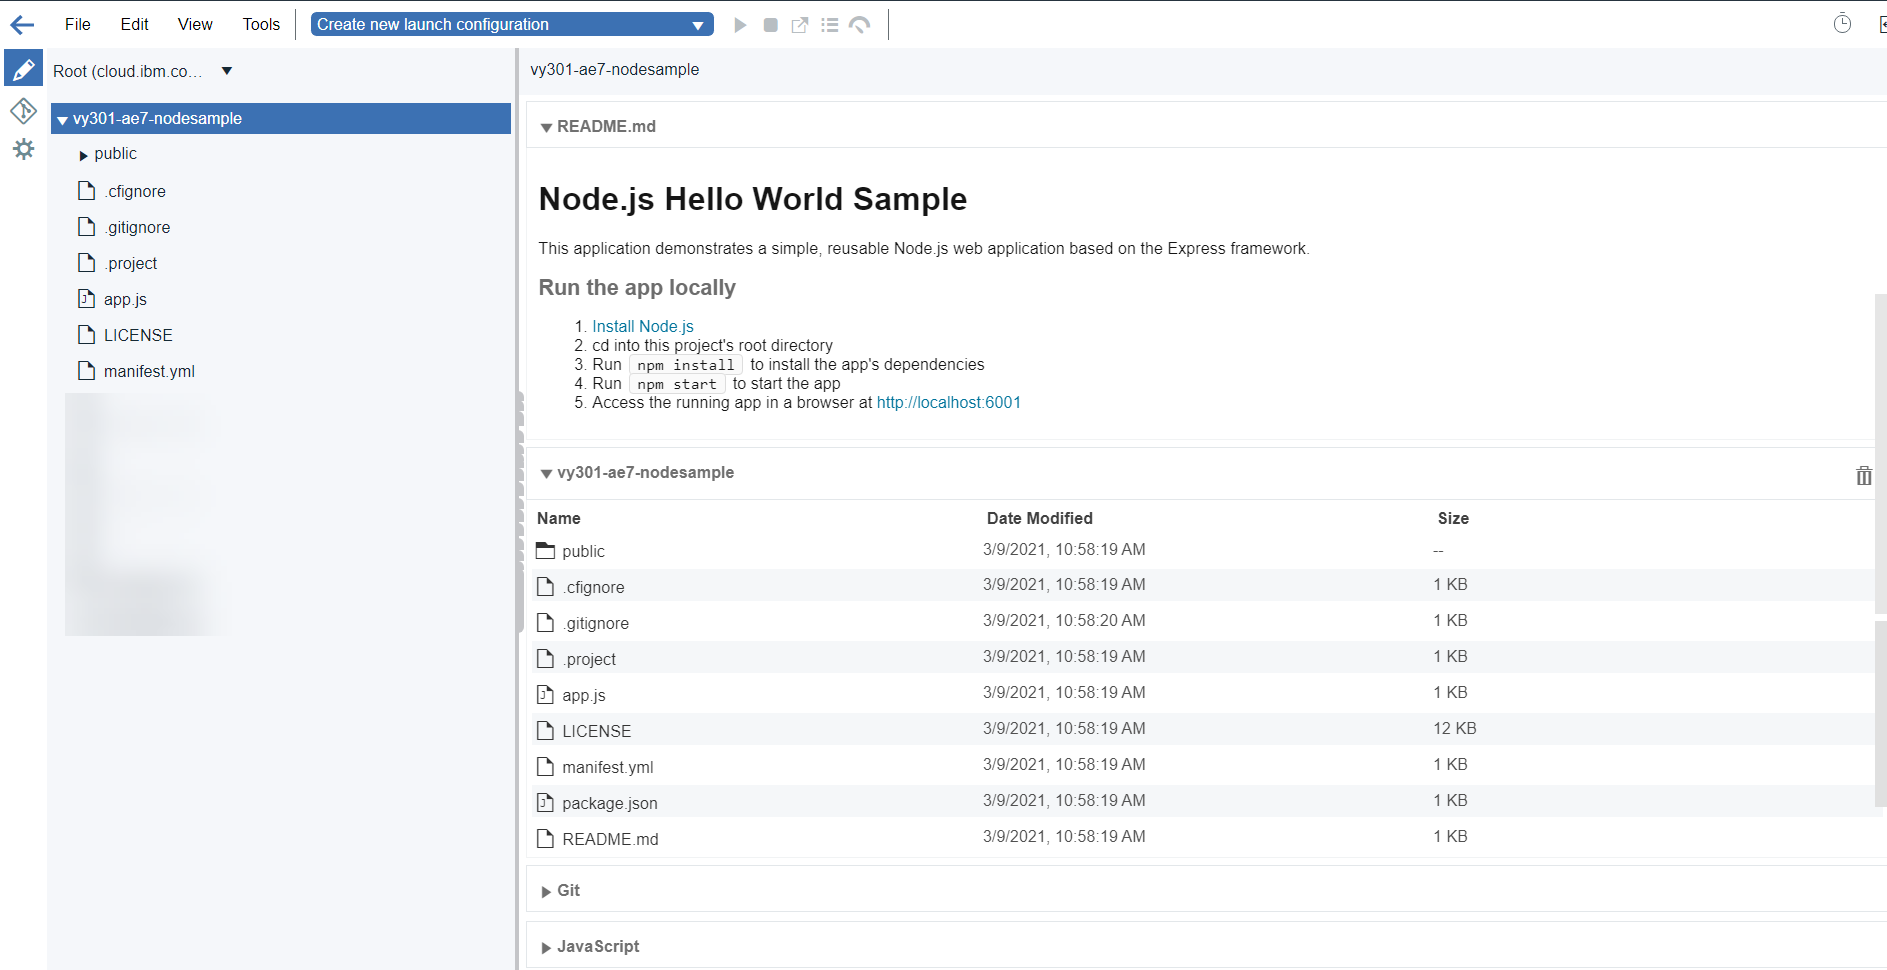 File Edit View Tools Create new launch configuration
Root (cloud.ibm.co...
vy301-ae7-nodesample
public
.cfignore
.gitignore
.project
app.js
LICENSE
manifest.yml
vy301-ae7-nodesample
README.md
Node.js Hello World Sample
This application demonstrates a simple, reusable Node.js web application based on the Express framework.
Run the app locally
1. Install Node.js
2. cd into this project's root directory
3. Run npm install to install the app's dependencies
4. Run npm start to start the app
5. Access the running app in a browser at http://localhost:6001
vy301-ae7-nodesample
Name Date Modified Size
public 3/9/2021, 10:58:19 AM --
.cfignore 3/9/2021, 10:58:19 AM 1 KB
.gitignore 3/9/2021, 10:58:20 AM 1 KB
.project 3/9/2021, 10:58:19 AM 1 KB
app.js 3/9/2021, 10:58:19 AM 1 KB
LICENSE 3/9/2021, 10:58:19 AM 12 KB
manifest.yml 3/9/2021, 10:58:19 AM 1 KB
package.json 3/9/2021, 10:58:19 AM 1 KB
README.md 3/9/2021, 10:58:19 AM 1 KB
Git
JavaScript